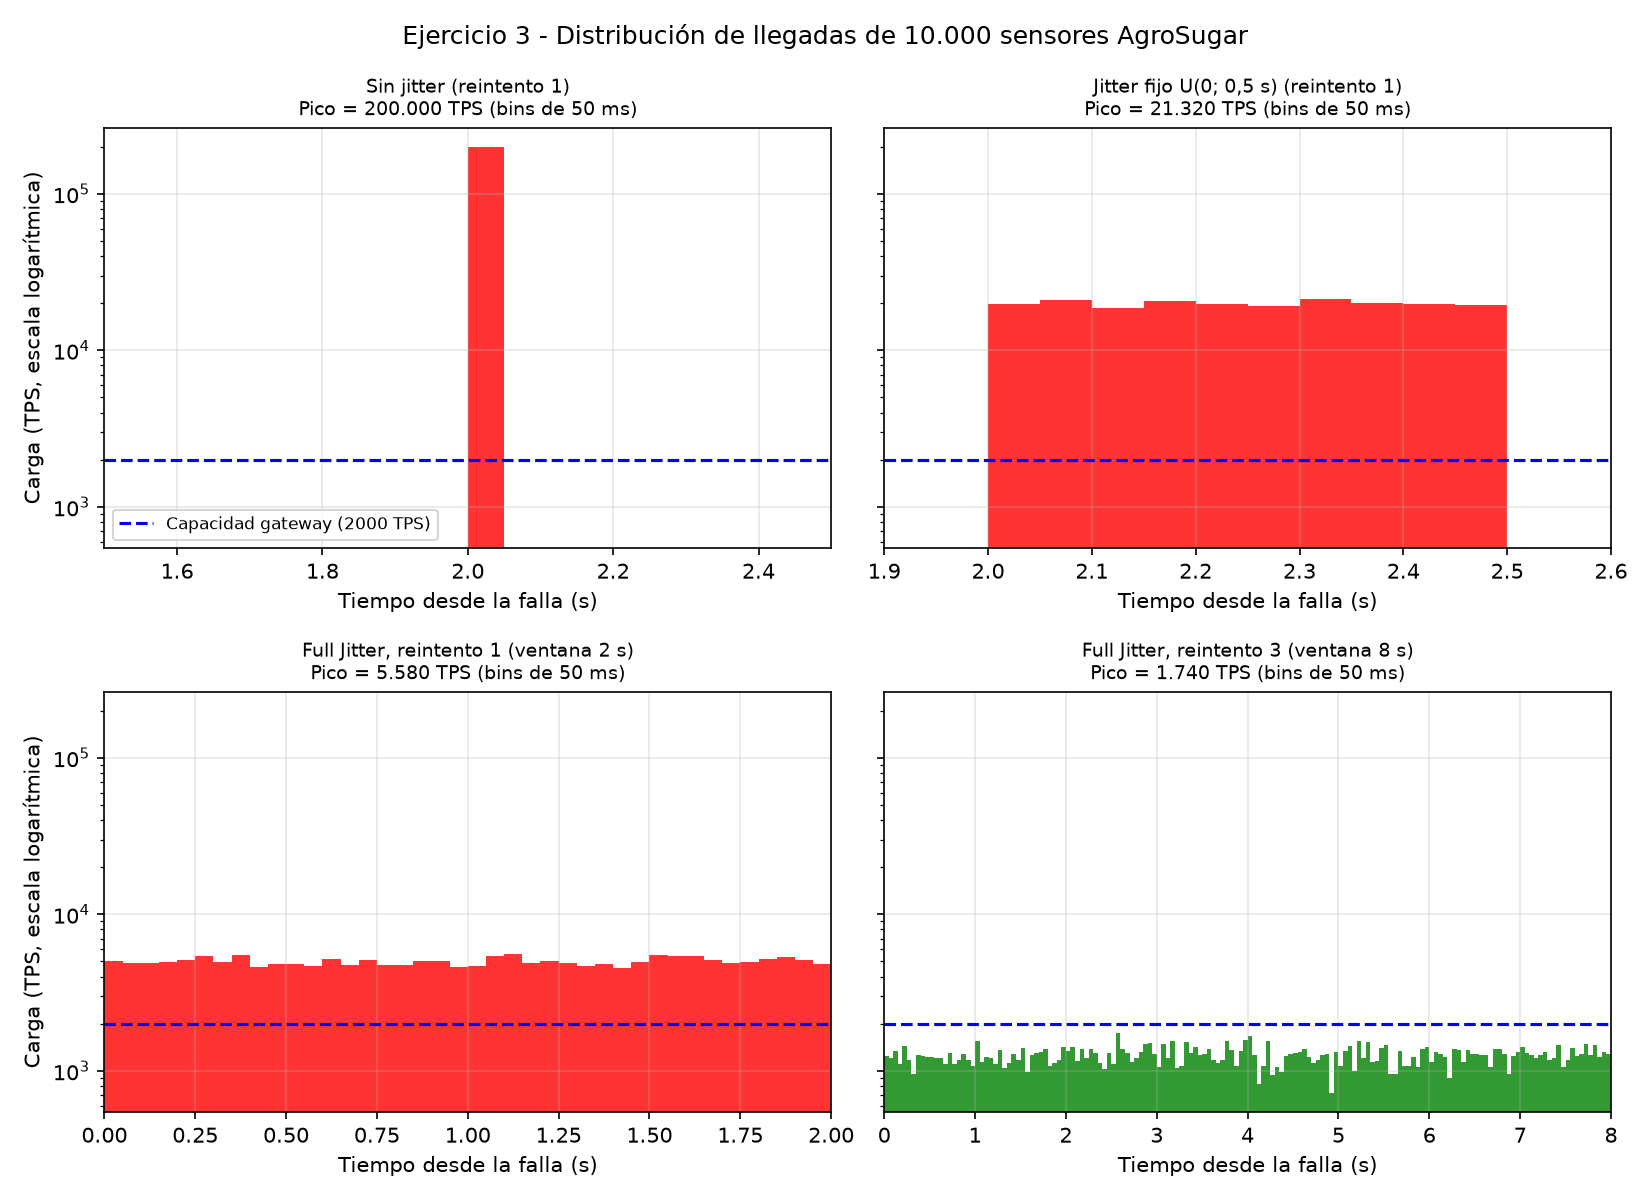 Ejercicio 3 - Distribución de llegadas de 10.000 sensores AgroSugar
Sin jitter (reintento 1)
Pico = 200.000 TPS (bins de 50 ms)
Carga (TPS, escala logarítmica)
10⁵
10⁴
10³
Capacidad gateway (2000 TPS)
1.6 1.8 2.0 2.2 2.4
Tiempo desde la falla (s)
Jitter fijo U(0; 0,5 s) (reintento 1)
Pico = 21.320 TPS (bins de 50 ms)
1.9 2.0 2.1 2.2 2.3 2.4 2.5 2.6
Tiempo desde la falla (s)
Full Jitter, reintento 1 (ventana 2 s)
Pico = 5.580 TPS (bins de 50 ms)
Carga (TPS, escala logarítmica)
10⁵
10⁴
10³
0.00 0.25 0.50 0.75 1.00 1.25 1.50 1.75 2.00
Tiempo desde la falla (s)
Full Jitter, reintento 3 (ventana 8 s)
Pico = 1.740 TPS (bins de 50 ms)
0 1 2 3 4 5 6 7 8
Tiempo desde la falla (s)